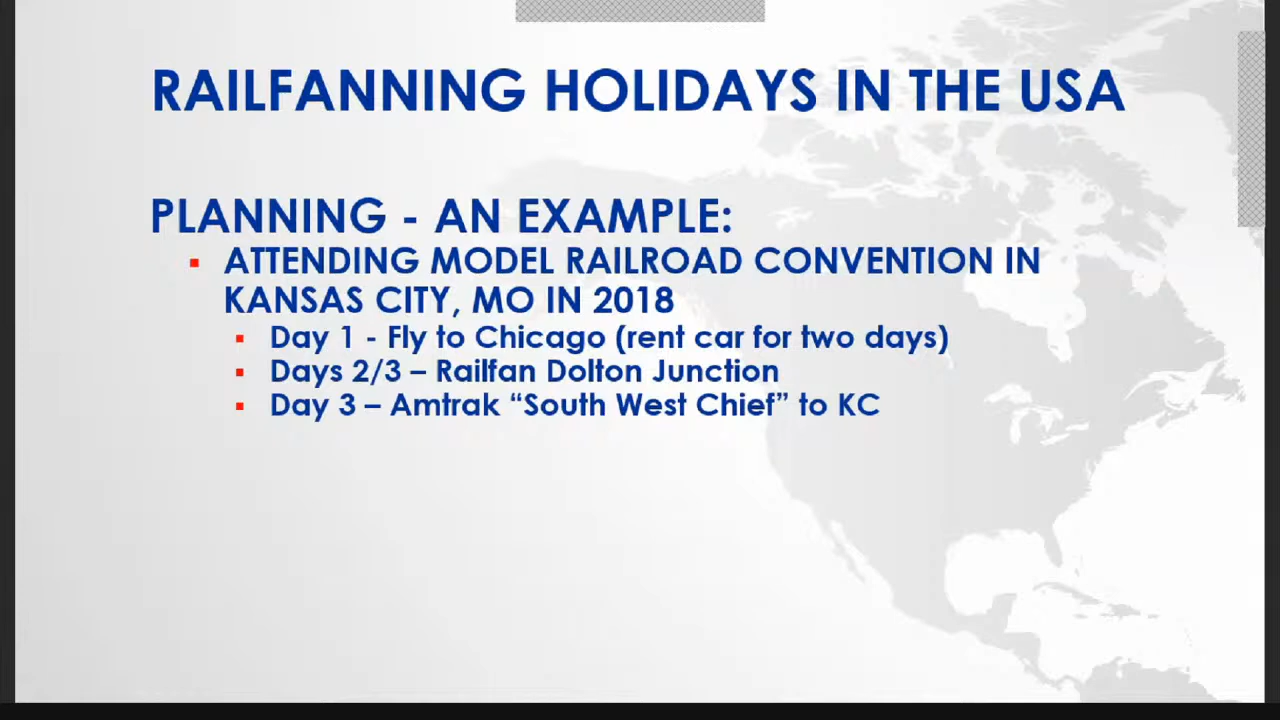 RAILFANNING HOLIDAYS IN THE USA
PLANNING - AN EXAMPLE:
▪ ATTENDING MODEL RAILROAD CONVENTION IN
KANSAS CITY, MO IN 2018
▪ Day 1 - Fly to Chicago (rent car for two days)
▪ Days 2/3 – Railfan Dolton Junction
▪ Day 3 – Amtrak “South West Chief” to KC